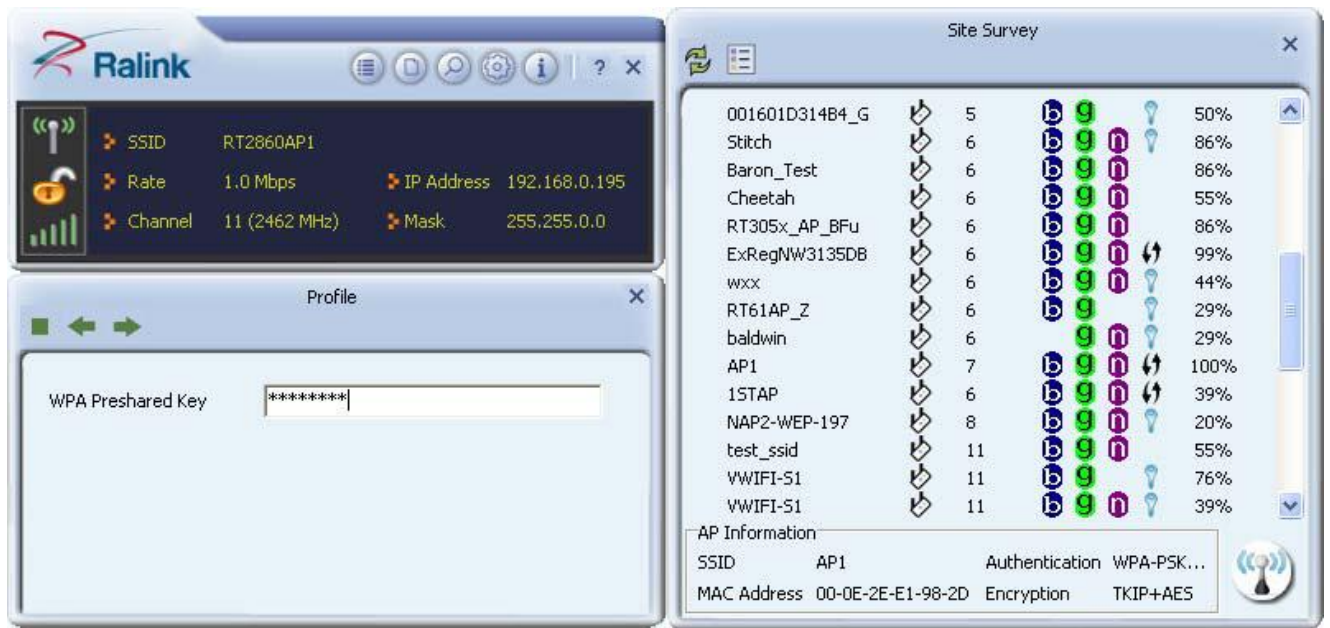 Ralink
?
SSID RT2860AP1
Rate 1.0 Mbps IP Address 192.168.0.195
Channel 11 (2462 MHz) Mask 255.255.0.0
Profile
WPA Preshared Key ********
Site Survey
001601D314B4_G 5 b g 50%
Stitch 6 b g n 86%
Baron_Test 6 b g n 86%
Cheetah 6 b g n 55%
RT305x_AP_BFu 6 b g n 86%
ExRegNW3135DB 6 b g n 99%
wxx 6 b g n 44%
RT61AP_Z 6 b g 29%
baldwin 6 g n 29%
AP1 7 b g n 100%
1STAP 6 b g n 39%
NAP2-WEP-197 8 b g n 20%
test_ssid 11 b g n 55%
VWIFI-S1 11 b g 76%
VWIFI-S1 11 b g n 39%
AP Information
SSID AP1 Authentication WPA-PSK...
MAC Address 00-0E-2E-E1-98-2D Encryption TKIP+AES